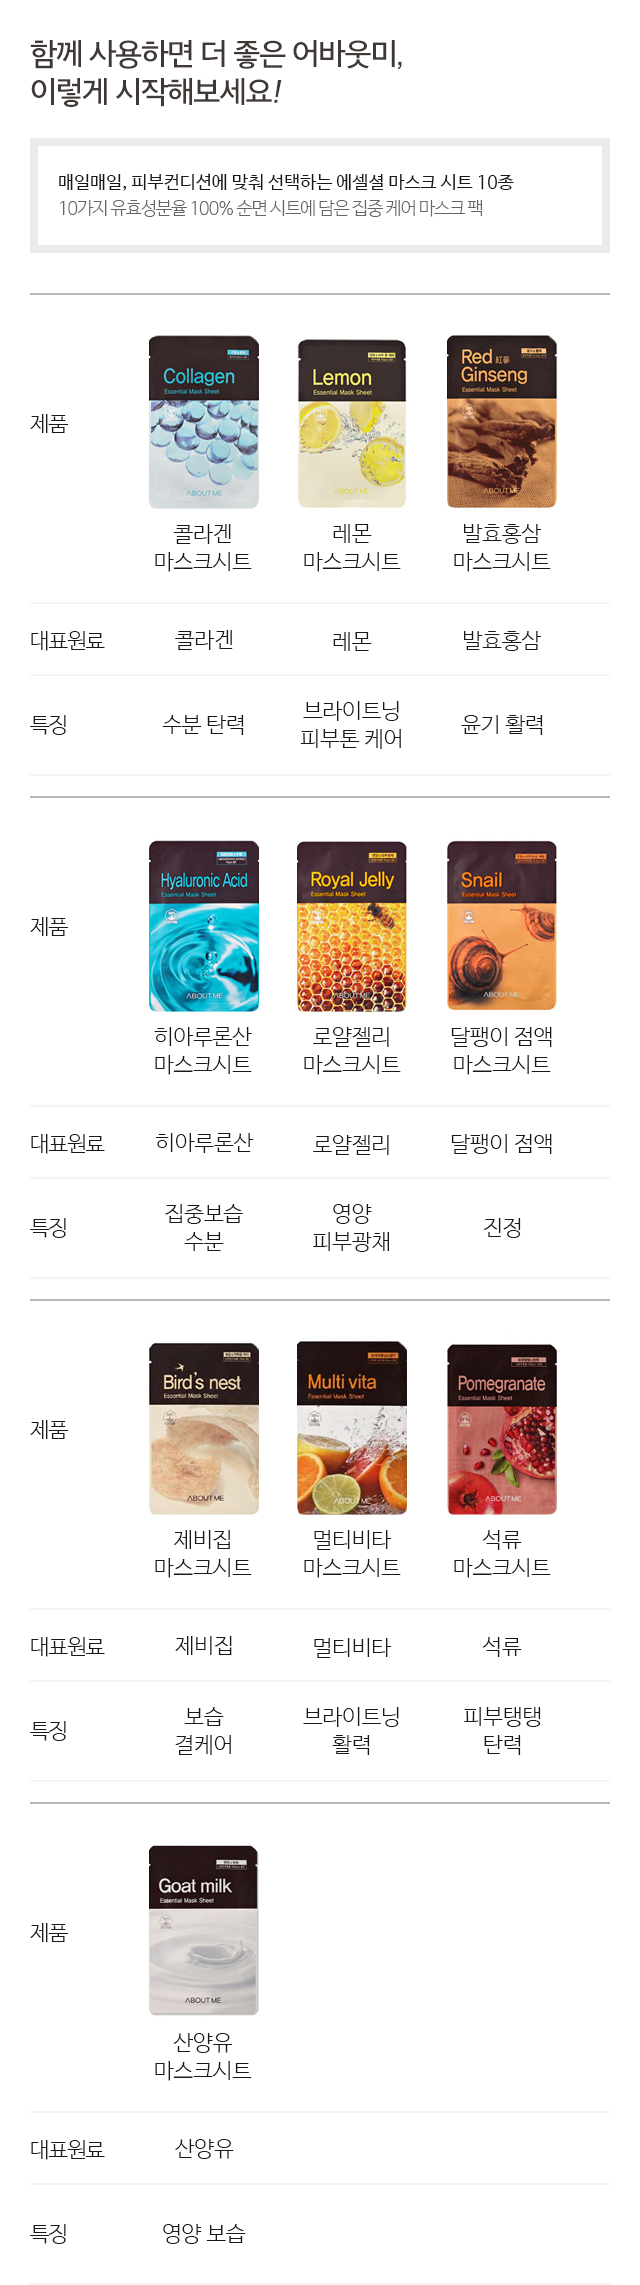 함께 사용하면 더 좋은 어바웃미,
이렇게 시작해보세요!
매일매일, 피부컨디션에 맞춰 선택하는 에셀셜 마스크 시트 10종
10가지 유효성분율 100% 순면 시트에 담은 집중 케어 마스크 팩
제품
Collagen
Essential Mask Sheet
ABOUT ME
Lemon
Essential Mask Sheet
ABOUT ME
Red 紅蔘
Ginseng
Essential Mask Sheet
ABOUT ME
콜라겐
마스크시트
레몬
마스크시트
발효홍삼
마스크시트
대표원료 콜라겐 레몬 발효홍삼
특징
수분 탄력
브라이트닝
피부톤 케어
윤기 활력
제품
Hyaluronic Acid
Essential Mask Sheet
ABOUT ME
Royal Jelly
Essential Mask Sheet
ABOUT ME
Snail
Essential Mask Sheet
ABOUT ME
히아루론산
마스크시트
로얄젤리
마스크시트
달팽이 점액
마스크시트
대표원료 히아루론산 로얄젤리 달팽이 점액
특징
집중보습
수분
영양
피부광채
진정
제품
Bird's nest
Essential Mask Sheet
ABOUT ME
Multi vita
Essential Mask Sheet
ABOUT ME
Pomegranate
Essential Mask Sheet
ABOUT ME
제비집
마스크시트
멀티비타
마스크시트
석류
마스크시트
대표원료 제비집 멀티비타 석류
특징
보습
결케어
브라이트닝
활력
피부탱탱
탄력
제품
Goat milk
Essential Mask Sheet
ABOUT ME
산양유
마스크시트
대표원료 산양유
특징 영양 보습